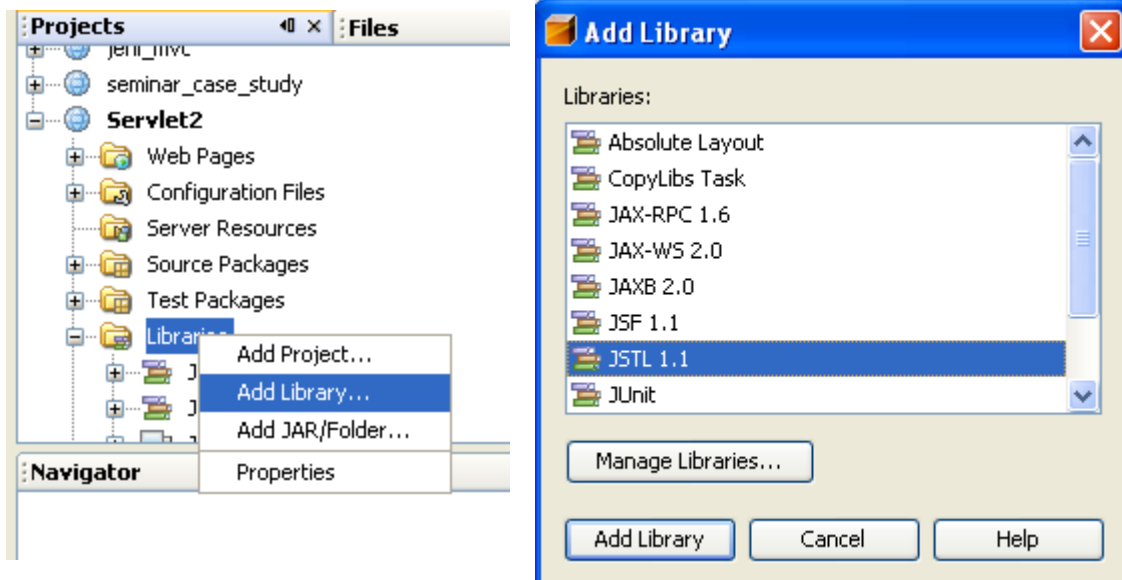 Projects
Files
jeni_mvc
seminar_case_study
Servlet2
Web Pages
Configuration Files
Server Resources
Source Packages
Test Packages
Libraries
Add Project...
Add Library...
Add JAR/Folder...
Properties
Navigator
Add Library
Libraries:
Absolute Layout
CopyLibs Task
JAX-RPC 1.6
JAX-WS 2.0
JAXB 2.0
JSF 1.1
JSTL 1.1
JUnit
Manage Libraries...
Add Library
Cancel
Help